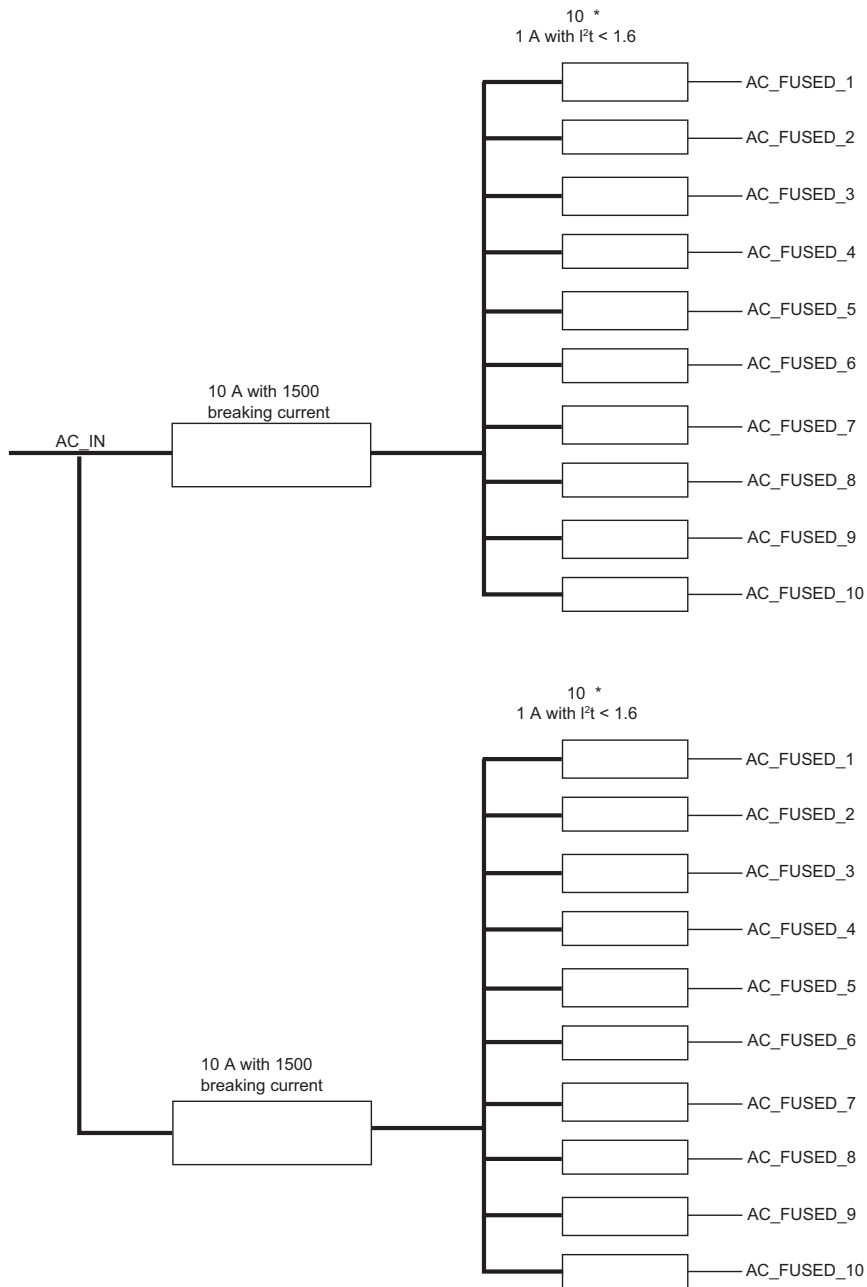 10 *
1 A with I²t < 1.6
AC_FUSED_1
AC_FUSED_2
AC_FUSED_3
AC_FUSED_4
AC_FUSED_5
AC_FUSED_6
10 A with 1500
breaking current
AC_IN
AC_FUSED_7
AC_FUSED_8
AC_FUSED_9
AC_FUSED_10
10 *
1 A with I²t < 1.6
AC_FUSED_1
AC_FUSED_2
AC_FUSED_3
AC_FUSED_4
AC_FUSED_5
AC_FUSED_6
10 A with 1500
breaking current
AC_FUSED_7
AC_FUSED_8
AC_FUSED_9
AC_FUSED_10